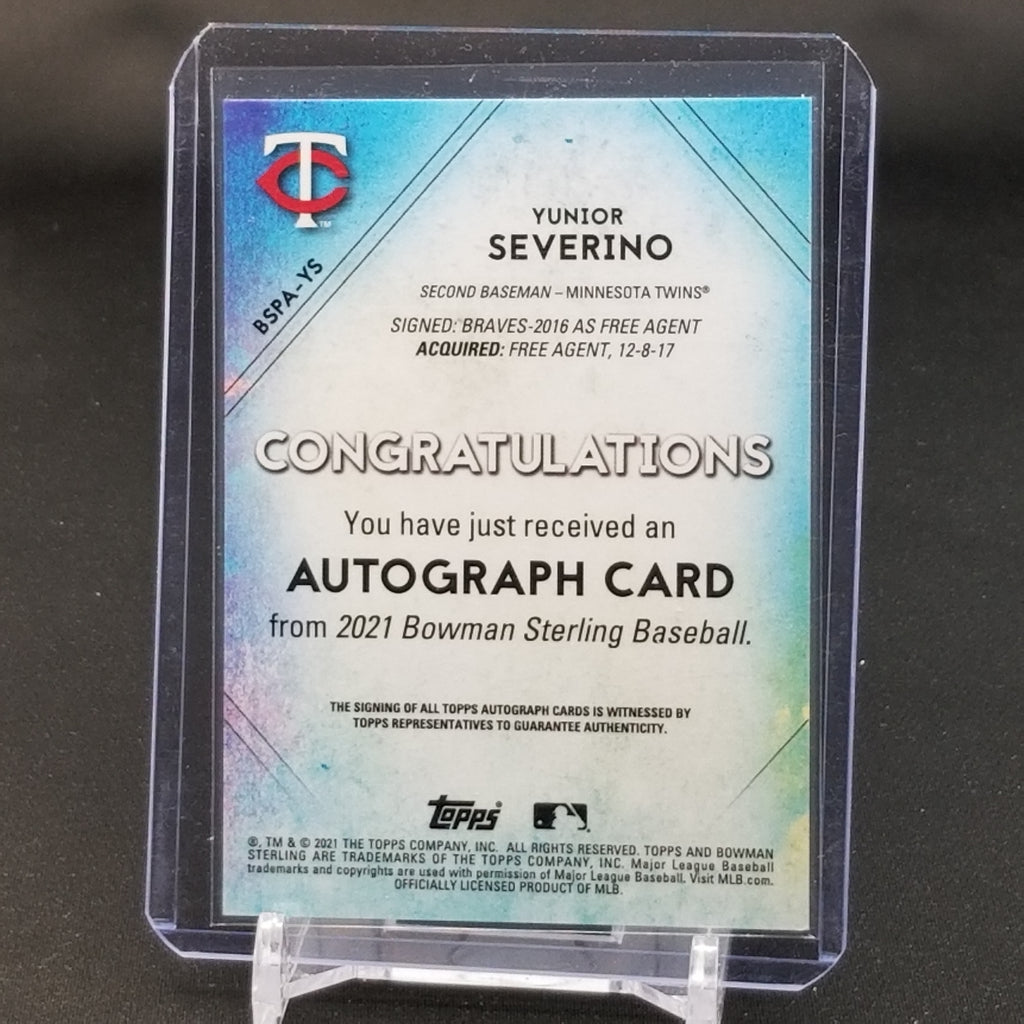 TC™
BSPA-YS
YUNIOR
SEVERINO
SECOND BASEMAN – MINNESOTA TWINS®
SIGNED: BRAVES-2016 AS FREE AGENT
ACQUIRED: FREE AGENT, 12-8-17
CONGRATULATIONS
You have just received an
AUTOGRAPH CARD
from 2021 Bowman Sterling Baseball.
THE SIGNING OF ALL TOPPS AUTOGRAPH CARDS IS WITNESSED BY
TOPPS REPRESENTATIVES TO GUARANTEE AUTHENTICITY.
topps®
®, TM & © 2021 THE TOPPS COMPANY, INC. ALL RIGHTS RESERVED. TOPPS AND BOWMAN
STERLING ARE TRADEMARKS OF THE TOPPS COMPANY, INC. Major League Baseball
trademarks and copyrights are used with permission of Major League Baseball. Visit MLB.com.
OFFICIALLY LICENSED PRODUCT OF MLB.